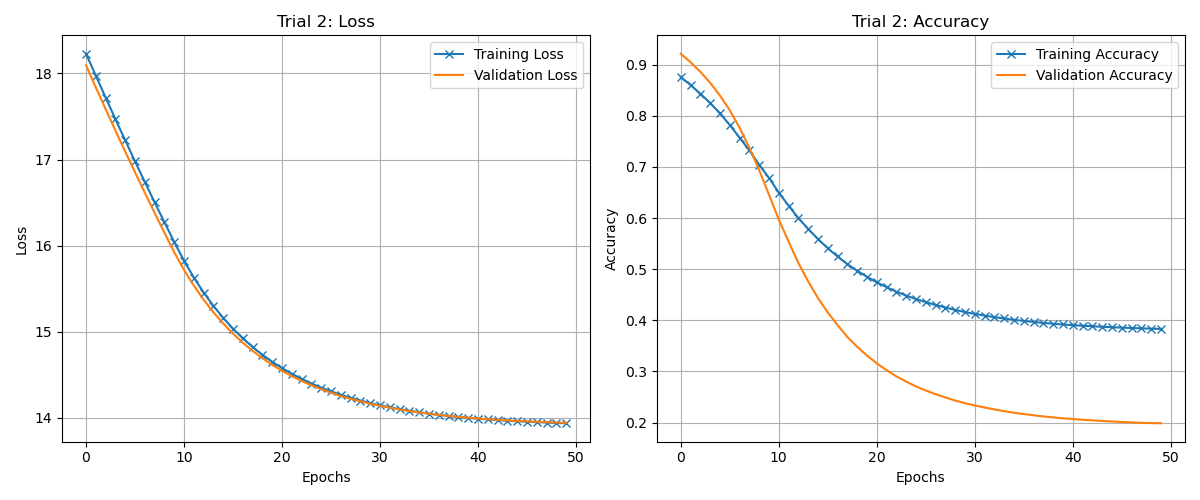 Trial 2: Loss
Training Loss
Validation Loss
18
17
16
15
14
Loss
0 10 20 30 40 50
Epochs
Trial 2: Accuracy
Training Accuracy
Validation Accuracy
0.9
0.8
0.7
0.6
0.5
0.4
0.3
0.2
Accuracy
0 10 20 30 40 50
Epochs